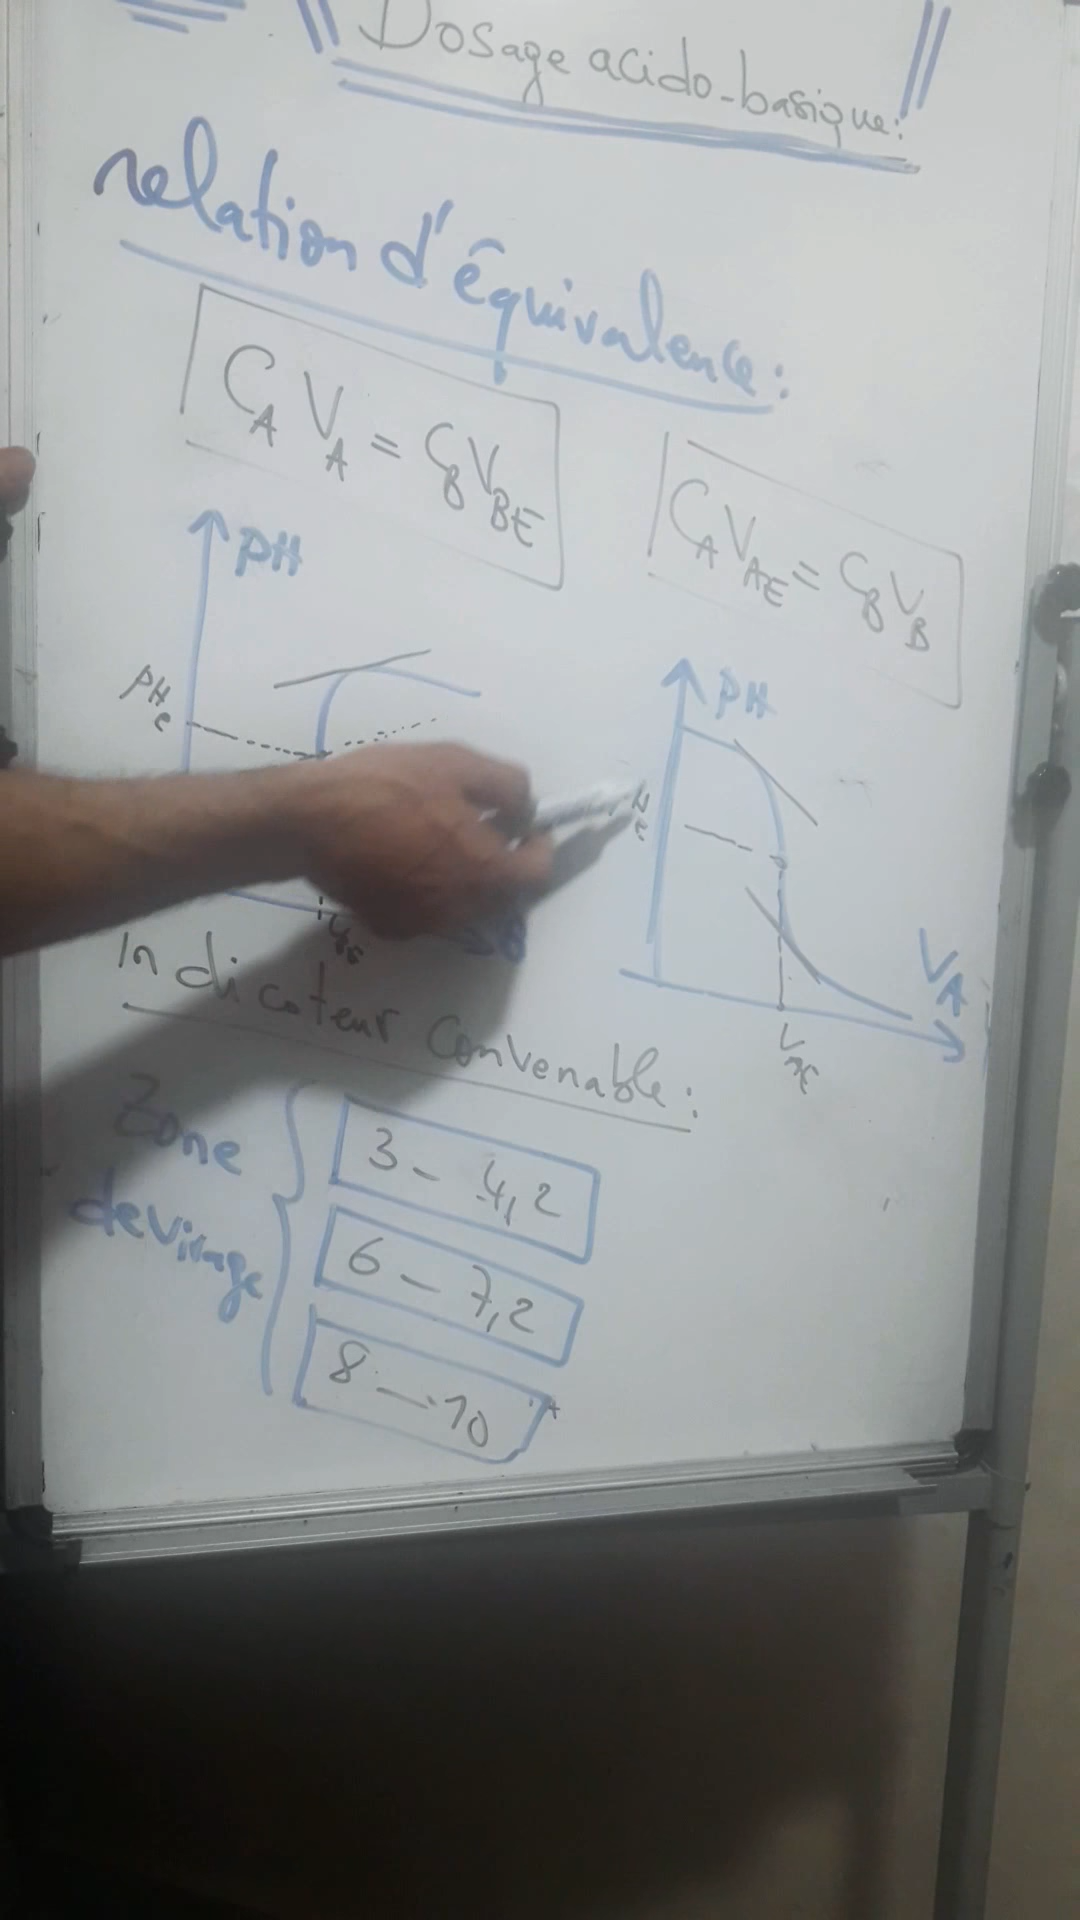 Dosage acido-basique:
relation d'équivalence:
CA VA = CB VBE
CA VAE = CB VB
pH
pHe
pH
VA
VAE
Indicateur convenable:
Zone
de virage
3 - 4,2
6 - 7,2
8 - 10